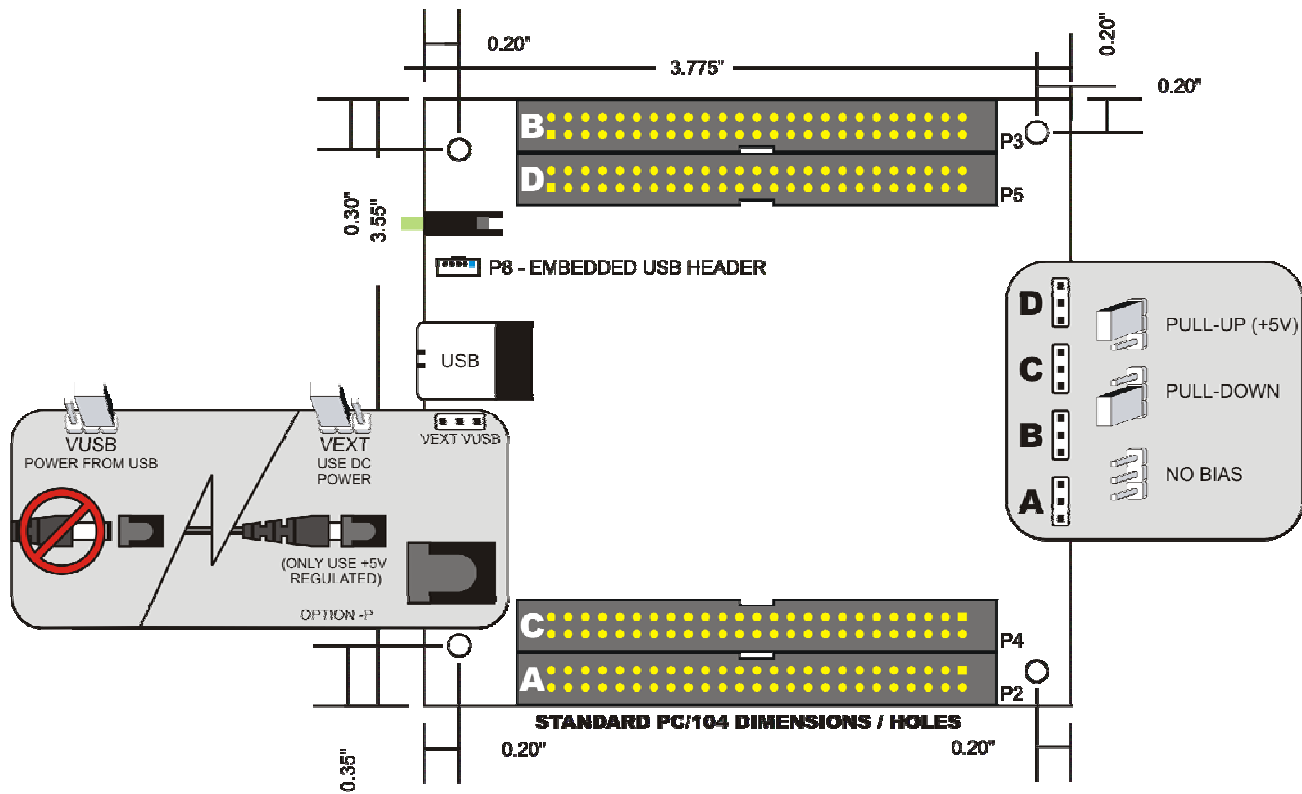 0.20"
0.20"
3.775"
0.20"
B
P3
D
P5
0.30"
3.55"
P8 - EMBEDDED USB HEADER
USB
VEXT VUSB
VUSB
POWER FROM USB
VEXT
USE DC
POWER
(ONLY USE +5V
REGULATED)
OPTION -P
D
C
B
A
PULL-UP (+5V)
PULL-DOWN
NO BIAS
C
P4
A
P2
STANDARD PC/104 DIMENSIONS / HOLES
0.35"
0.20"
0.20"